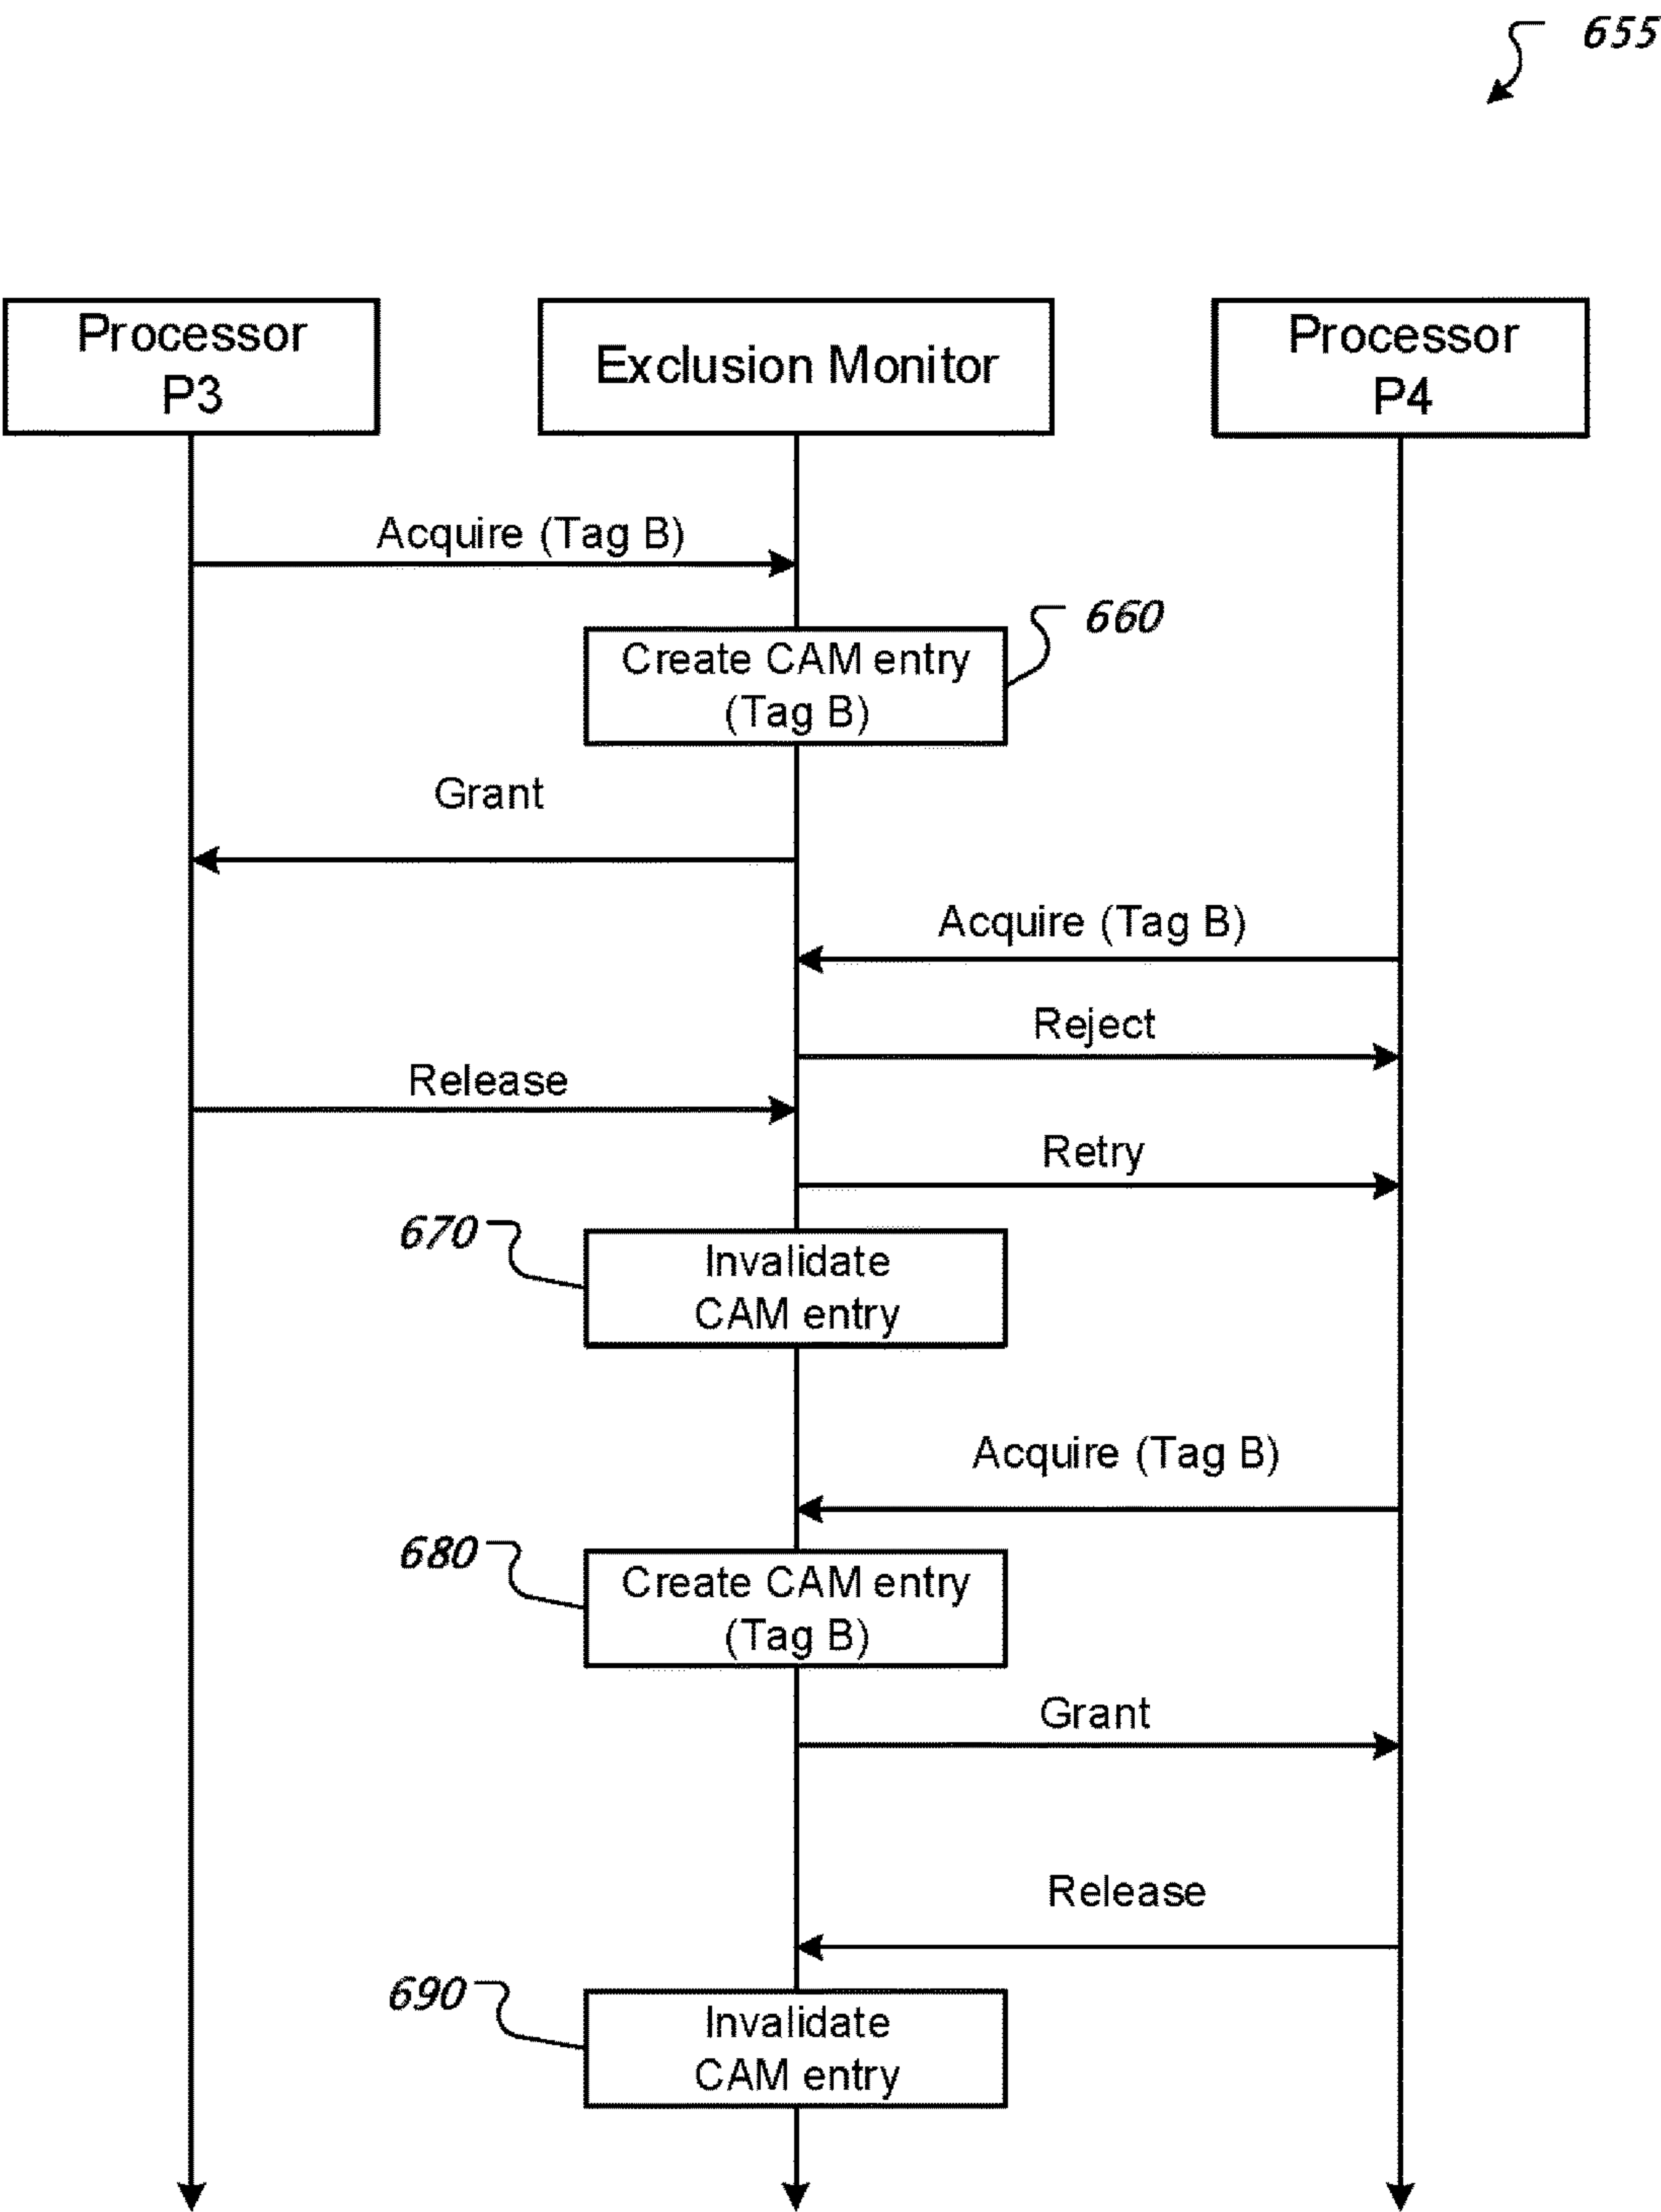 655
Processor
P3
Exclusion Monitor
Processor
P4
Acquire (Tag B)
660
Create CAM entry
(Tag B)
Grant
Acquire (Tag B)
Reject
Release
Retry
670
Invalidate
CAM entry
Acquire (Tag B)
680
Create CAM entry
(Tag B)
Grant
Release
690
Invalidate
CAM entry